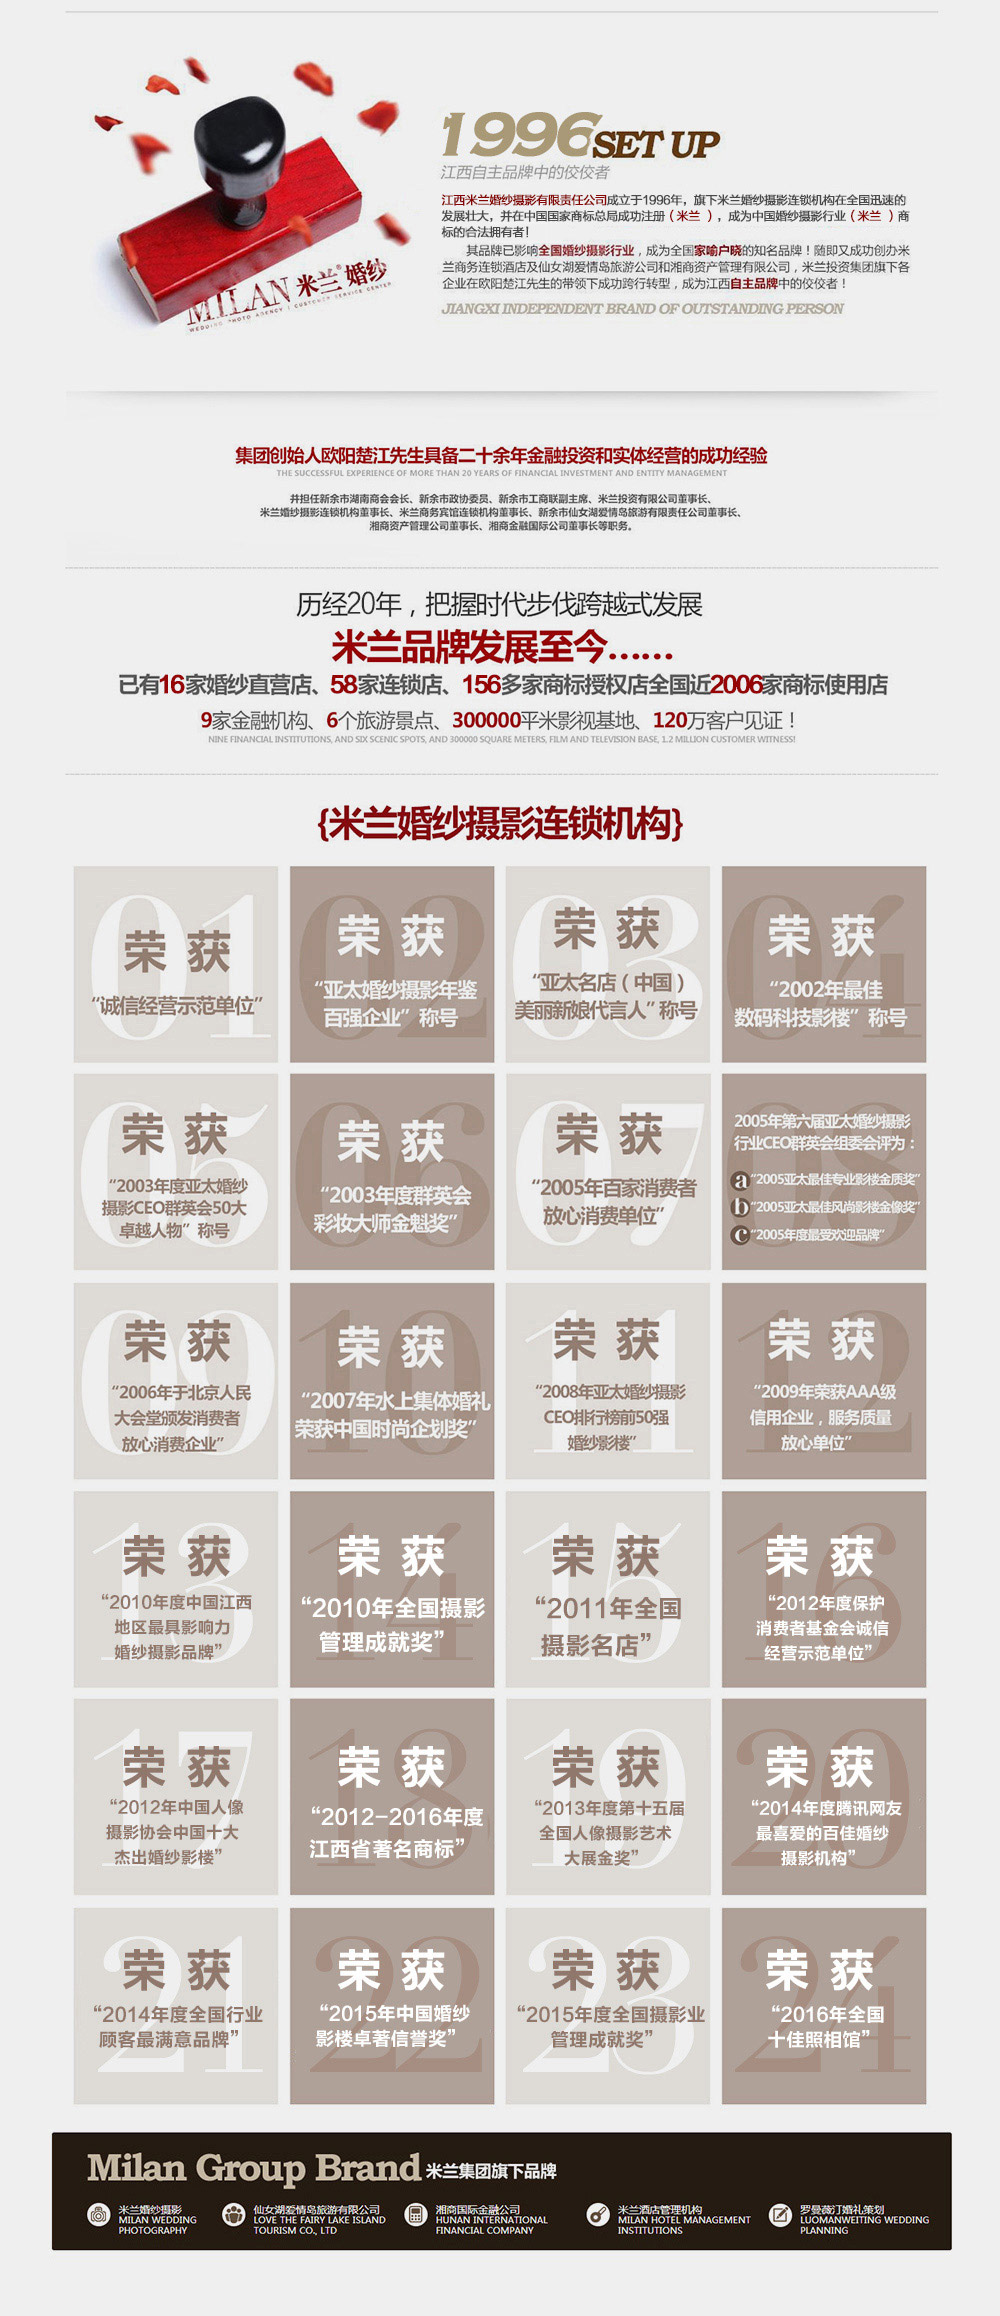 1996 SET UP
江西自主品牌中的佼佼者
江西米兰婚纱摄影有限责任公司成立于1996年，旗下米兰婚纱摄影连锁机构在全国迅速的
发展壮大，并在中国国家商标总局成功注册（米兰 ），成为中国婚纱摄影行业（米兰 ）商
标的合法拥有者！
其品牌已影响全国婚纱摄影行业，成为全国家喻户晓的知名品牌！随即又成功创办米
兰商务连锁酒店及仙女湖爱情岛旅游公司和湘商资产管理有限公司，米兰投资集团旗下各
企业在欧阳楚江先生的带领下成功跨行转型，成为江西自主品牌中的佼佼者！
JIANGXI INDEPENDENT BRAND OF OUTSTANDING PERSON
MILAN 米兰®婚纱
WEDDING PHOTO AGENCY | CUSTOMER SERVICE CENTER
集团创始人欧阳楚江先生具备二十余年金融投资和实体经营的成功经验
THE SUCCESSFUL EXPERIENCE OF MORE THAN 20 YEARS OF FINANCIAL INVESTMENT AND ENTITY MANAGEMENT
并担任新余市湖南商会会长、新余市政协委员、新余市工商联副主席、米兰投资有限公司董事长、
米兰婚纱摄影连锁机构董事长、米兰商务宾馆连锁机构董事长、新余市仙女湖爱情岛旅游有限责任公司董事长、
湘商资产管理公司董事长、湘商金融国际公司董事长等职务。
历经20年，把握时代步伐跨越式发展
米兰品牌发展至今……
已有16家婚纱直营店、58家连锁店、156多家商标授权店全国近2006家商标使用店
9家金融机构、6个旅游景点、300000平米影视基地、120万客户见证！
NINE FINANCIAL INSTITUTIONS, AND SIX SCENIC SPOTS, AND 300000 SQUARE METERS, FILM AND TELEVISION BASE, 1.2 MILLION CUSTOMER WITNESS!
{米兰婚纱摄影连锁机构}
01
荣 获
“诚信经营示范单位”
02
荣 获
“亚太婚纱摄影年鉴
百强企业”称号
03
荣 获
“亚太名店（中国）
美丽新娘代言人”称号
04
荣 获
“2002年最佳
数码科技影楼”称号
05
荣 获
“2003年度亚太婚纱
摄影CEO群英会50大
卓越人物”称号
06
荣 获
“2003年度群英会
彩妆大师金魁奖”
07
荣 获
“2005年百家消费者
放心消费单位”
08
2005年第六届亚太婚纱摄影
行业CEO群英会组委会评为：
a “2005亚太最佳专业影楼金质奖”
b “2005亚太最佳风尚影楼金像奖”
c “2005年度最受欢迎品牌”
09
荣 获
“2006年于北京人民
大会堂颁发消费者
放心消费企业”
10
荣 获
“2007年水上集体婚礼
荣获中国时尚企划奖”
11
荣 获
“2008年亚太婚纱摄影
CEO排行榜前50强
婚纱影楼”
12
荣 获
“2009年荣获AAA级
信用企业，服务质量
放心单位”
13
荣 获
“2010年度中国江西
地区最具影响力
婚纱摄影品牌”
14
荣 获
“2010年全国摄影
管理成就奖”
15
荣 获
“2011年全国
摄影名店”
16
荣 获
“2012年度保护
消费者基金会诚信
经营示范单位”
17
荣 获
“2012年中国人像
摄影协会中国十大
杰出婚纱影楼”
18
荣 获
“2012-2016年度
江西省著名商标”
19
荣 获
“2013年度第十五届
全国人像摄影艺术
大展金奖”
20
荣 获
“2014年度腾讯网友
最喜爱的百佳婚纱
摄影机构”
21
荣 获
“2014年度全国行业
顾客最满意品牌”
22
荣 获
“2015年中国婚纱
影楼卓著信誉奖”
23
荣 获
“2015年度全国摄影业
管理成就奖”
24
荣 获
“2016年全国
十佳照相馆”
Milan Group Brand 米兰集团旗下品牌
米兰婚纱摄影
MILAN WEDDING
PHOTOGRAPHY
仙女湖爱情岛旅游有限公司
LOVE THE FAIRY LAKE ISLAND
TOURISM CO., LTD
湘商国际金融公司
HUNAN INTERNATIONAL
FINANCIAL COMPANY
米兰酒店管理机构
MILAN HOTEL MANAGEMENT
INSTITUTIONS
罗曼薇汀婚礼策划
LUOMANWEITING WEDDING
PLANNING